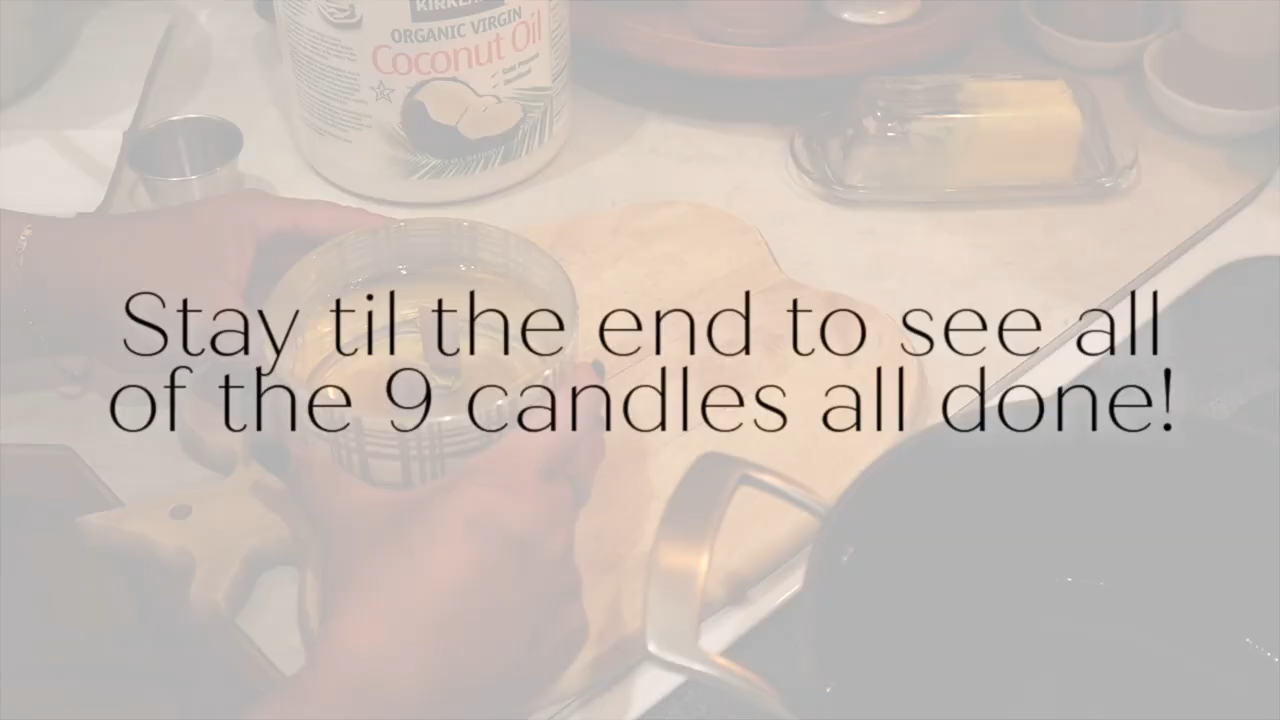 ORGANIC VIRGIN
Coconut Oil
Stay til the end to see all
of the 9 candles all done!